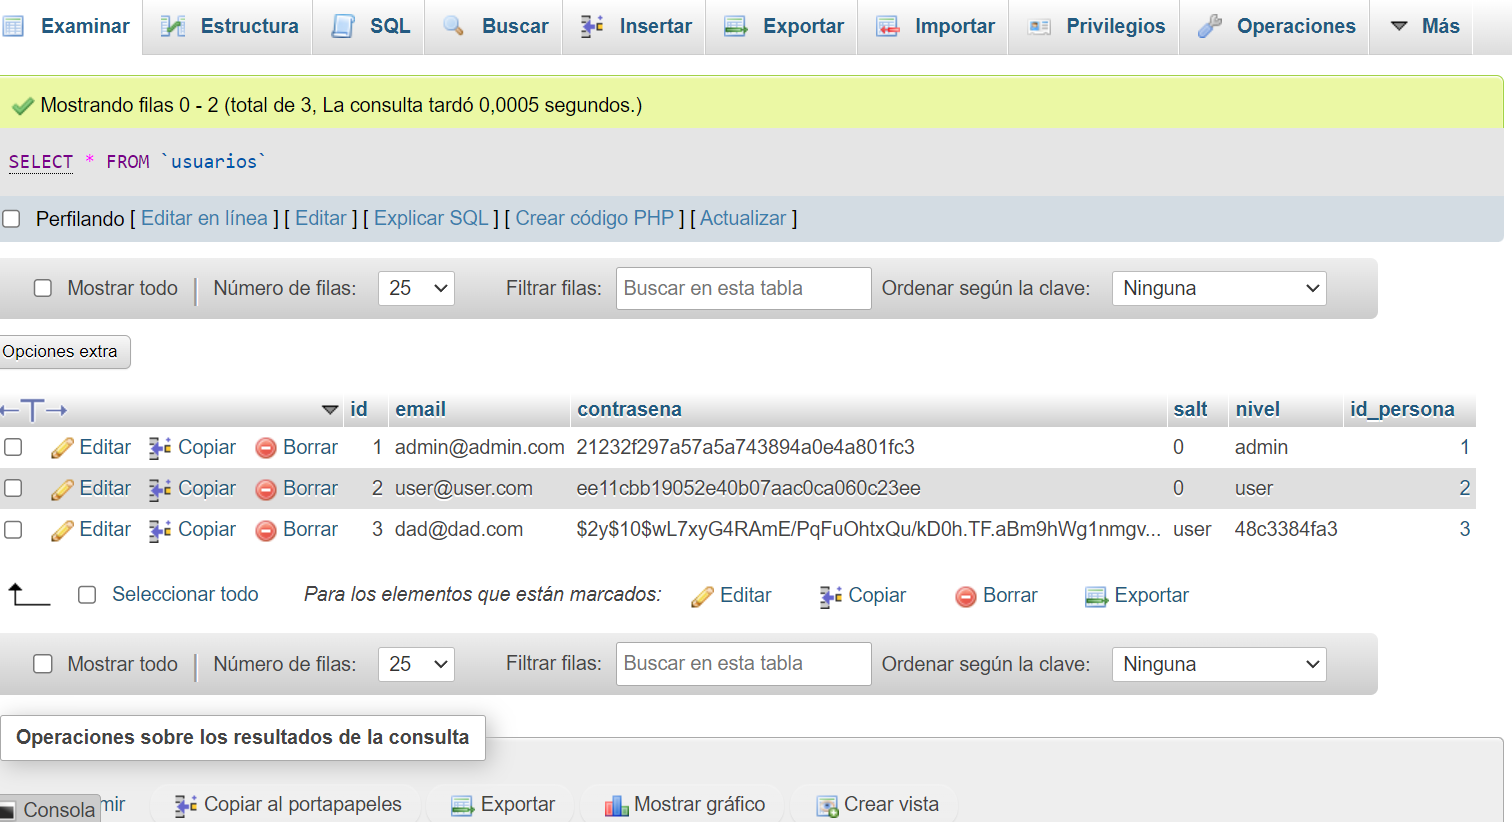 Examinar Estructura SQL Buscar Insertar Exportar Importar Privilegios Operaciones Más
Mostrando filas 0 - 2 (total de 3, La consulta tardó 0,0005 segundos.)
SELECT * FROM `usuarios`
Perfilando [ Editar en línea ] [ Editar ] [ Explicar SQL ] [ Crear código PHP ] [ Actualizar ]
Mostrar todo Número de filas: 25 Filtrar filas: Buscar en esta tabla Ordenar según la clave: Ninguna
Opciones extra
id email contrasena salt nivel id_persona
Editar Copiar Borrar 1 admin@admin.com 21232f297a57a5a743894a0e4a801fc3 0 admin 1
Editar Copiar Borrar 2 user@user.com ee11cbb19052e40b07aac0ca060c23ee 0 user 2
Editar Copiar Borrar 3 dad@dad.com $2y$10$wL7xyG4RAmE/PqFuOhtxQu/kD0h.TF.aBm9hWg1nmgv... user 48c3384fa3 3
Seleccionar todo Para los elementos que están marcados: Editar Copiar Borrar Exportar
Mostrar todo Número de filas: 25 Filtrar filas: Buscar en esta tabla Ordenar según la clave: Ninguna
Operaciones sobre los resultados de la consulta
Consola mir Copiar al portapapeles Exportar Mostrar gráfico Crear vista